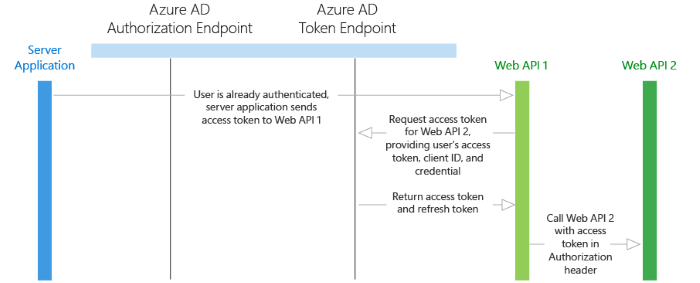 Azure AD
Authorization Endpoint
Azure AD
Token Endpoint
Server
Application
Web API 1
Web API 2
User is already authenticated,
server application sends
access token to Web API 1
Request access token
for Web API 2,
providing user's access
token, client ID, and
credential
Return access token
and refresh token
Call Web API 2
with access
token in
Authorization
header